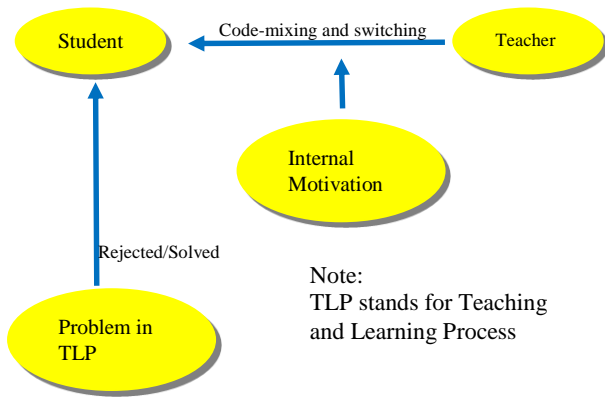 Code-mixing and switching
Student
Teacher
Internal
Motivation
Rejected/Solved
Note:
TLP stands for Teaching
and Learning Process
Problem in
TLP